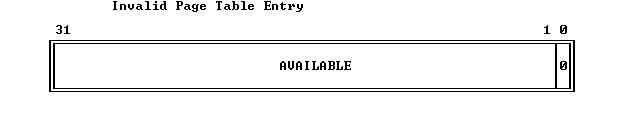 Invalid Page Table Entry
31 1 0
AVAILABLE 0